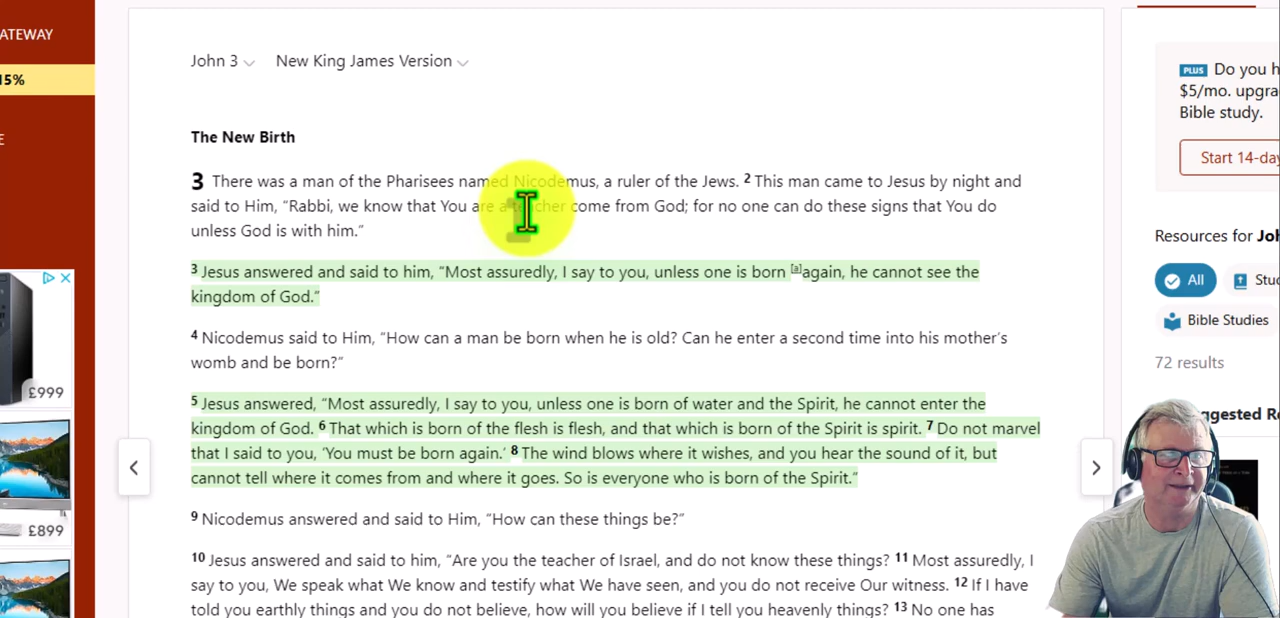 ATEWAY
15%
E
£999
£899
John 3 New King James Version
The New Birth
3 There was a man of the Pharisees named Nicodemus, a ruler of the Jews. 2 This man came to Jesus by night and
said to Him, “Rabbi, we know that You are a teacher come from God; for no one can do these signs that You do
unless God is with him.”
3 Jesus answered and said to him, “Most assuredly, I say to you, unless one is born [a]again, he cannot see the
kingdom of God.”
4 Nicodemus said to Him, “How can a man be born when he is old? Can he enter a second time into his mother’s
womb and be born?”
5 Jesus answered, “Most assuredly, I say to you, unless one is born of water and the Spirit, he cannot enter the
kingdom of God. 6 That which is born of the flesh is flesh, and that which is born of the Spirit is spirit. 7 Do not marvel
that I said to you, ‘You must be born again.’ 8 The wind blows where it wishes, and you hear the sound of it, but
cannot tell where it comes from and where it goes. So is everyone who is born of the Spirit.”
9 Nicodemus answered and said to Him, “How can these things be?”
10 Jesus answered and said to him, “Are you the teacher of Israel, and do not know these things? 11 Most assuredly, I
say to you, We speak what We know and testify what We have seen, and you do not receive Our witness. 12 If I have
told you earthly things and you do not believe, how will you believe if I tell you heavenly things? 13 No one has
PLUS Do you h
$5/mo. upgra
Bible study.
Start 14-day
Resources for Joh
All Stud
Bible Studies
72 results
ggested Re